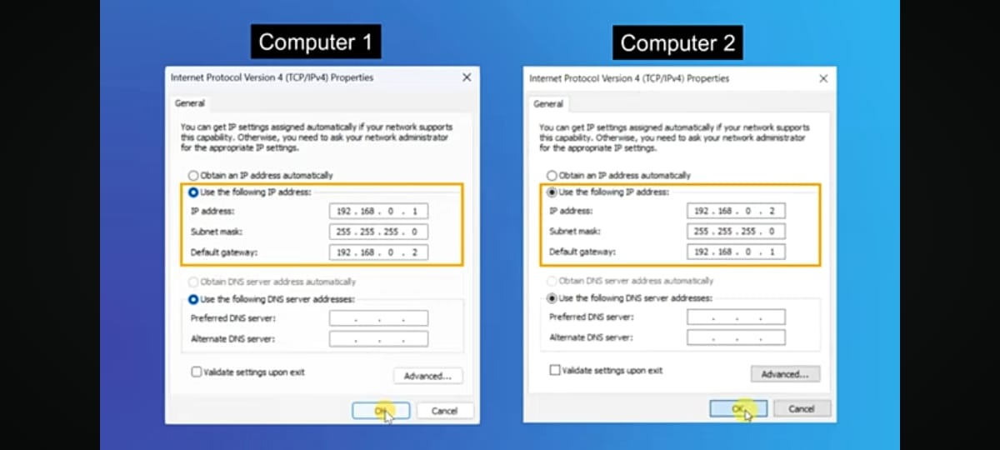 Computer 1
Internet Protocol Version 4 (TCP/IPv4) Properties
General
You can get IP settings assigned automatically if your network supports
this capability. Otherwise, you need to ask your network administrator
for the appropriate IP settings.
Obtain an IP address automatically
Use the following IP address:
IP address: 192 . 168 . 0 . 1
Subnet mask: 255 . 255 . 255 . 0
Default gateway: 192 . 168 . 0 . 2
Obtain DNS server address automatically
Use the following DNS server addresses:
Preferred DNS server: . . .
Alternate DNS server: . . .
Validate settings upon exit
Advanced...
OK Cancel
Computer 2
Internet Protocol Version 4 (TCP/IPv4) Properties
General
You can get IP settings assigned automatically if your network supports
this capability. Otherwise, you need to ask your network administrator
for the appropriate IP settings.
Obtain an IP address automatically
Use the following IP address:
IP address: 192 . 168 . 0 . 2
Subnet mask: 255 . 255 . 255 . 0
Default gateway: 192 . 168 . 0 . 1
Obtain DNS server address automatically
Use the following DNS server addresses:
Preferred DNS server: . . .
Alternate DNS server: . . .
Validate settings upon exit
Advanced...
OK Cancel